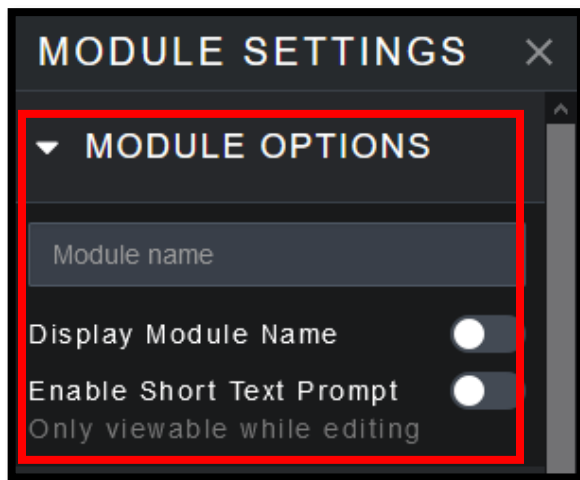 MODULE SETTINGS
MODULE OPTIONS
Module name
Display Module Name
Enable Short Text Prompt
Only viewable while editing